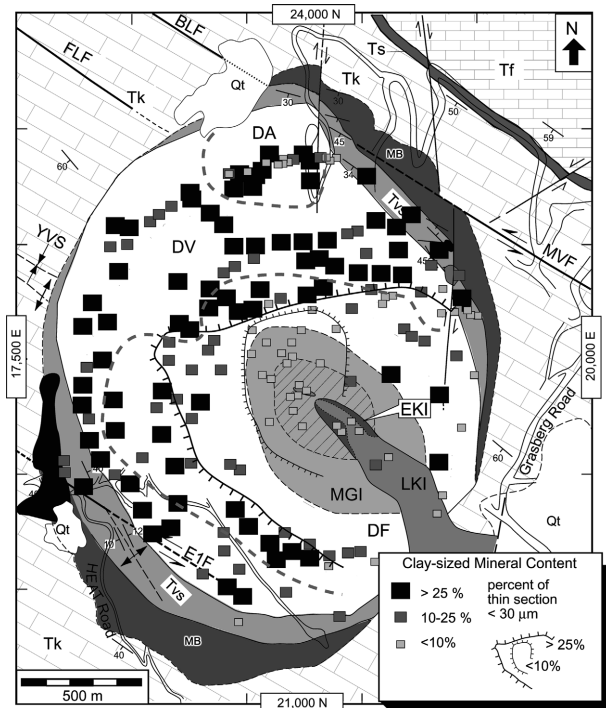 24,000 N
N
BLF
FLF
Tk
Qt
Ts
Tk
Tf
30
30
50
59
DA
45
MB
34
60
Tvs
YVS
DV
45
MVF
17,500 E
20,000 E
EKI
Grasberg Road
60
MGI
LKI
40
DF
Qt
Qt
12
10
E1F
Tvs
HEAT Road
MB
Tk
40
500 m
21,000 N
Clay-sized Mineral Content
> 25 %
10-25 %
<10%
percent of
thin section
< 30 µm
> 25%
<10%